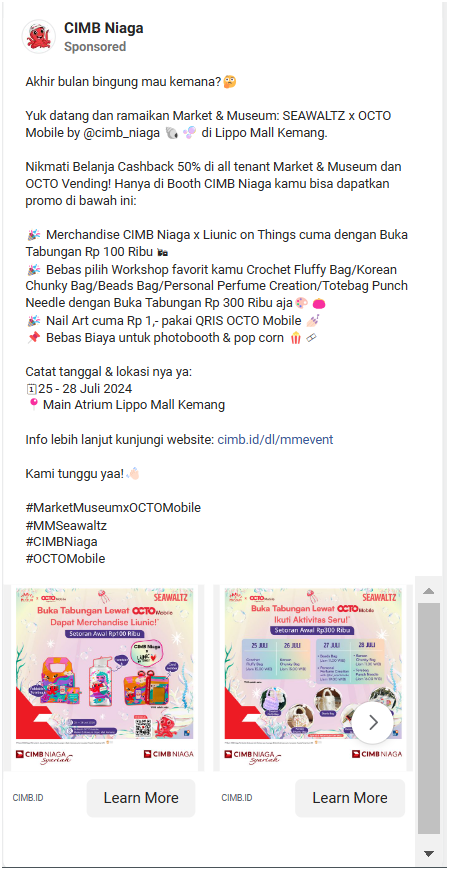 CIMB Niaga
Sponsored
Akhir bulan bingung mau kemana?🤔
Yuk datang dan ramaikan Market & Museum: SEAWALTZ x OCTO
Mobile by @cimb_niaga 🐚 🫧 di Lippo Mall Kemang.
Nikmati Belanja Cashback 50% di all tenant Market & Museum dan
OCTO Vending! Hanya di Booth CIMB Niaga kamu bisa dapatkan
promo di bawah ini:
🎉 Merchandise CIMB Niaga x Liunic on Things cuma dengan Buka
Tabungan Rp 100 Ribu
🎉 Bebas pilih Workshop favorit kamu Crochet Fluffy Bag/Korean
Chunky Bag/Beads Bag/Personal Perfume Creation/Totebag Punch
Needle dengan Buka Tabungan Rp 300 Ribu aja🎨 👛
🎉 Nail Art cuma Rp 1,- pakai QRIS OCTO Mobile 💅🏻
📌 Bebas Biaya untuk photobooth & pop corn 🍿
Catat tanggal & lokasi nya ya:
🗓25 - 28 Juli 2024
📍Main Atrium Lippo Mall Kemang
Info lebih lanjut kunjungi website: cimb.id/dl/mmevent
Kami tunggu yaa!
#MarketMuseumxOCTOMobile
#MMSeawaltz
#CIMBNiaga
#OCTOMobile
SEAWALTZ
Buka Tabungan Lewat OCTO Mobile
Dapat Merchandise Liunic!*
Setoran Awal Rp100 Ribu
CIMB Niaga x
CIMB NIAGA
Syariah
CIMB NIAGA
SEAWALTZ
Buka Tabungan Lewat OCTO Mobile
Ikuti Aktivitas Seru!*
Setoran Awal Rp300 Ribu
25 JULI
26 JULI
27 JULI
28 JULI
CIMB NIAGA
Syariah
CIMB NIAGA
CIMB.ID
Learn More
CIMB.ID
Learn More